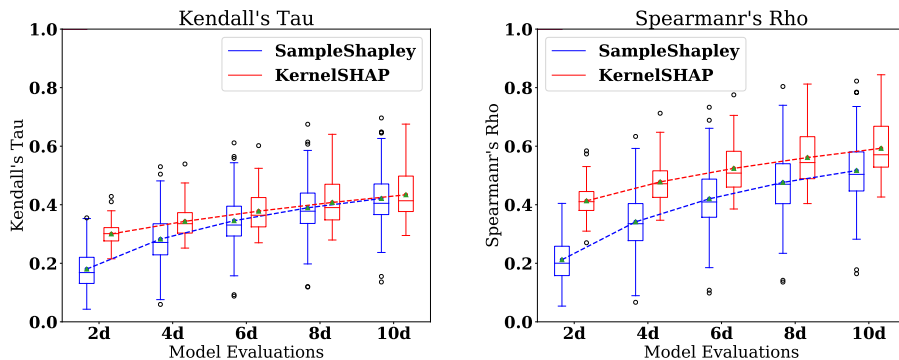 Kendall's Tau
1.0
0.8
0.6
0.4
0.2
0.0
Kendall's Tau
SampleShapley
KernelSHAP
2d 4d 6d 8d 10d
Model Evaluations
Spearmanr's Rho
1.0
0.8
0.6
0.4
0.2
0.0
Spearmanr's Rho
SampleShapley
KernelSHAP
2d 4d 6d 8d 10d
Model Evaluations